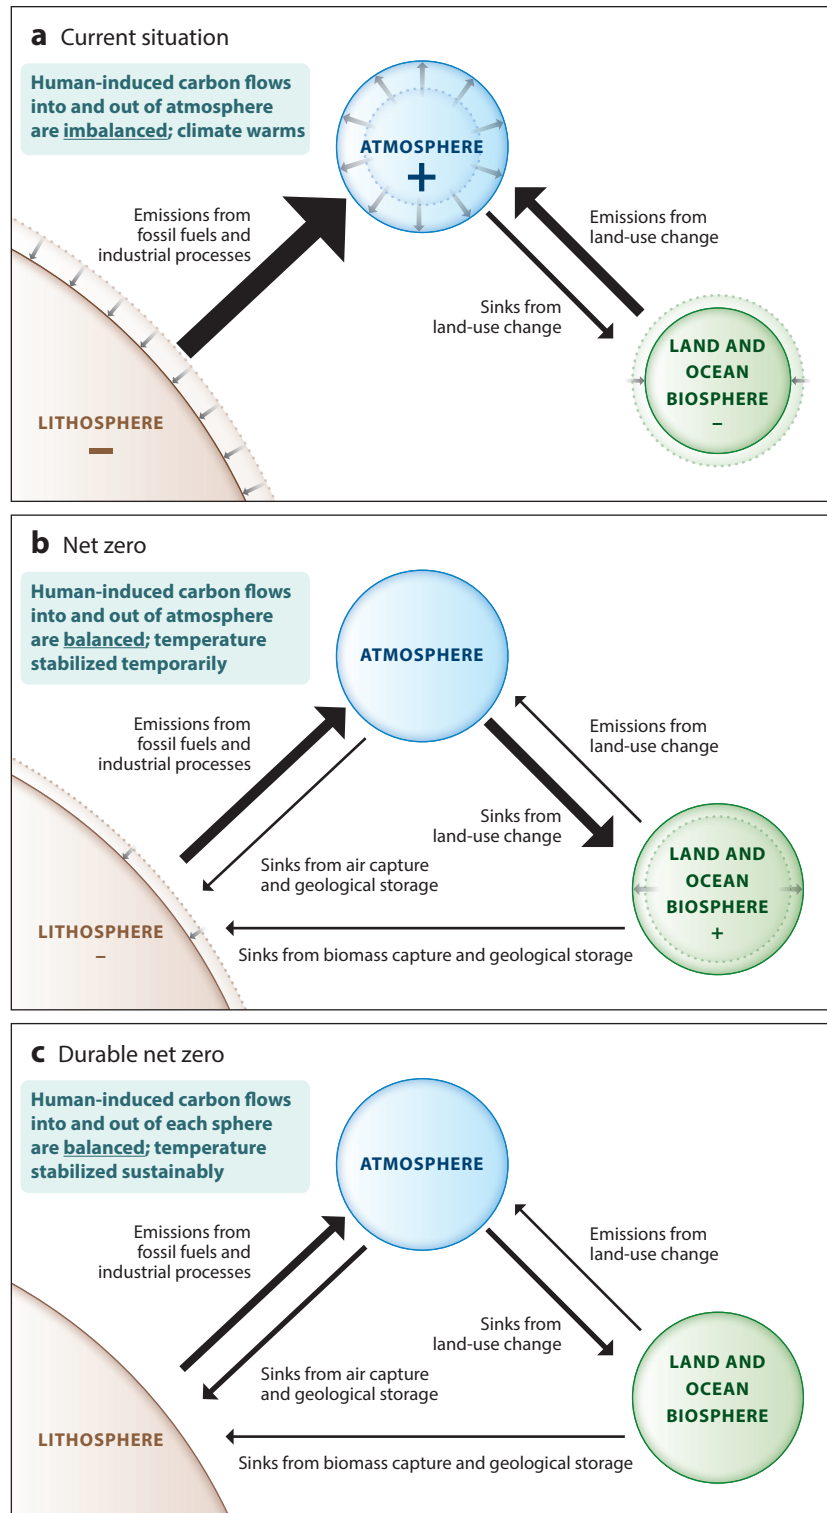 a Current situation
Human-induced carbon flows
into and out of atmosphere
are imbalanced; climate warms
ATMOSPHERE
+
Emissions from
fossil fuels and
industrial processes
Emissions from
land-use change
Sinks from
land-use change
LAND AND
OCEAN
BIOSPHERE
–
LITHOSPHERE
–
b Net zero
Human-induced carbon flows
into and out of atmosphere
are balanced; temperature
stabilized temporarily
ATMOSPHERE
Emissions from
fossil fuels and
industrial processes
Emissions from
land-use change
Sinks from
land-use change
Sinks from air capture
and geological storage
LAND AND
OCEAN
BIOSPHERE
+
LITHOSPHERE
–
Sinks from biomass capture and geological storage
c Durable net zero
Human-induced carbon flows
into and out of each sphere
are balanced; temperature
stabilized sustainably
ATMOSPHERE
Emissions from
fossil fuels and
industrial processes
Emissions from
land-use change
Sinks from
land-use change
Sinks from air capture
and geological storage
LAND AND
OCEAN
BIOSPHERE
LITHOSPHERE
Sinks from biomass capture and geological storage